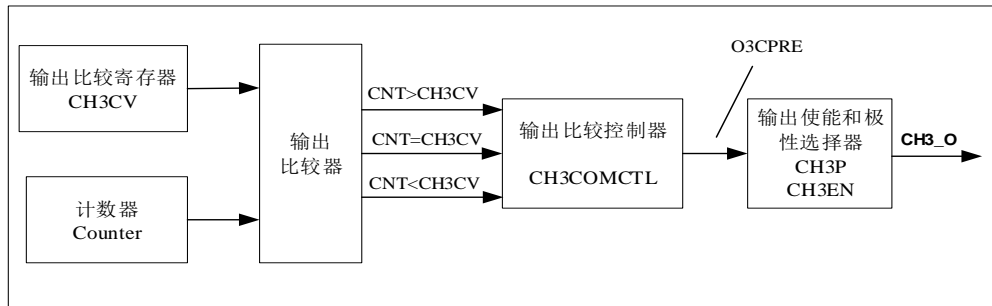 输出比较寄存器
CH3CV
计数器
Counter
输出
比较器
CNT>CH3CV
CNT=CH3CV
CNT<CH3CV
输出比较控制器
CH3COMCTL
O3CPRE
输出使能和极
性选择器
CH3P
CH3EN
CH3_O